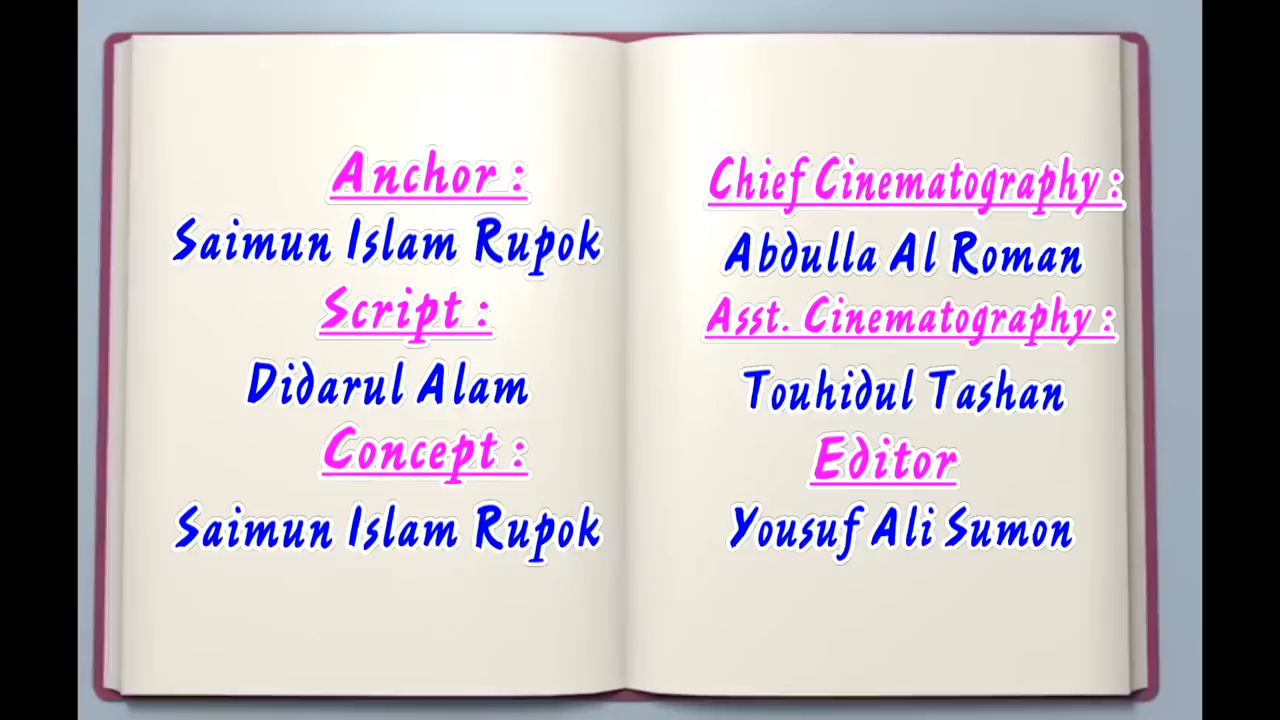 Anchor :
Saimun Islam Rupok
Script :
Didarul Alam
Concept :
Saimun Islam Rupok
Chief Cinematography :
Abdulla Al Roman
Asst. Cinematography :
Touhidul Tashan
Editor
Yousuf Ali Sumon